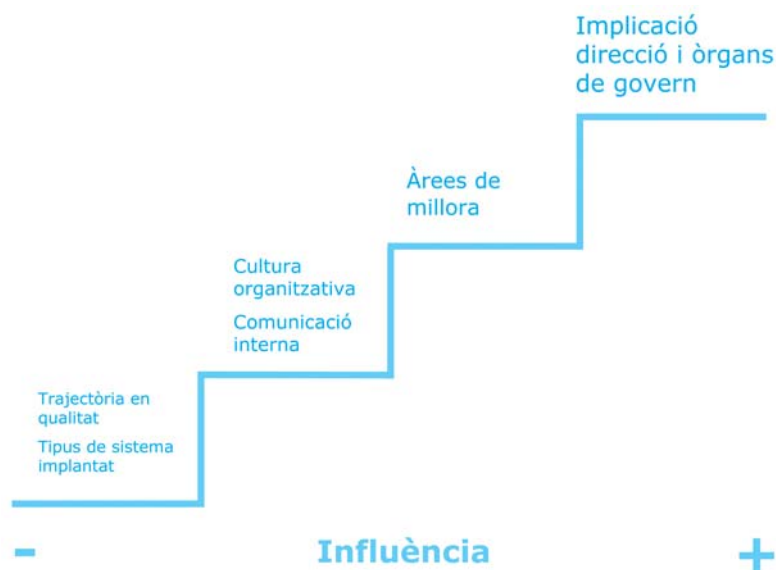 Implicació
direcció i òrgans
de govern
Àrees de
millora
Cultura
organitzativa
Comunicació
interna
Trajectòria en
qualitat
Tipus de sistema
implantat
- Influència +